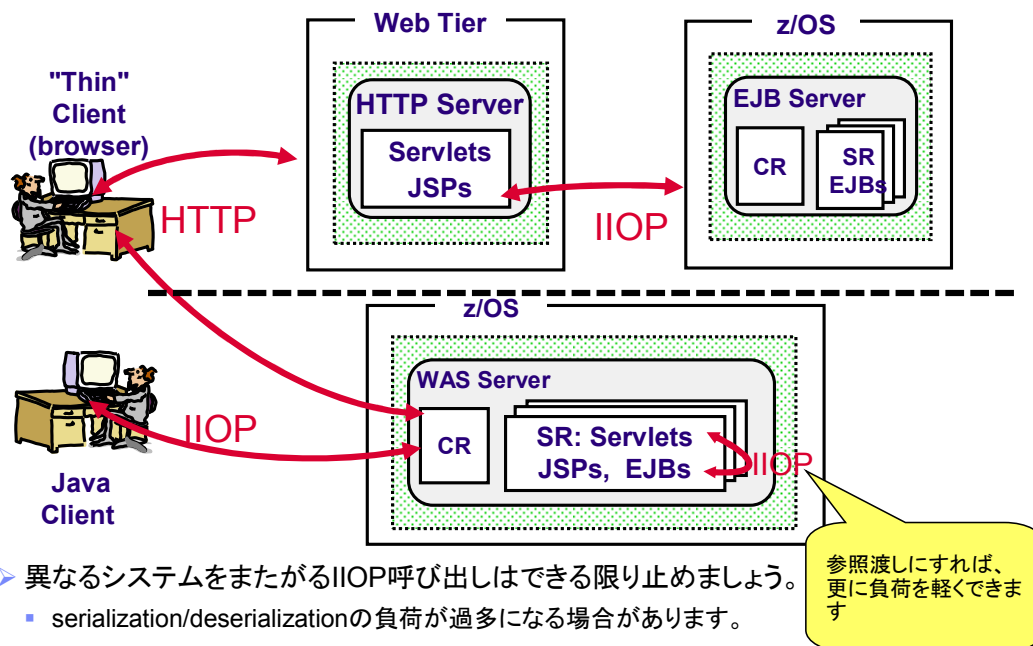 Web Tier
z/OS
"Thin"
Client
(browser)
HTTP Server
Servlets
JSPs
EJB Server
CR
SR
EJBs
HTTP
IIOP
z/OS
WAS Server
CR
SR: Servlets
JSPs, EJBs
IIOP
IIOP
Java
Client
参照渡しにすれば、
更に負荷を軽くできま
す
異なるシステムをまたがるIIOP呼び出しはできる限り止めましょう。
serialization/deserializationの負荷が過多になる場合があります。